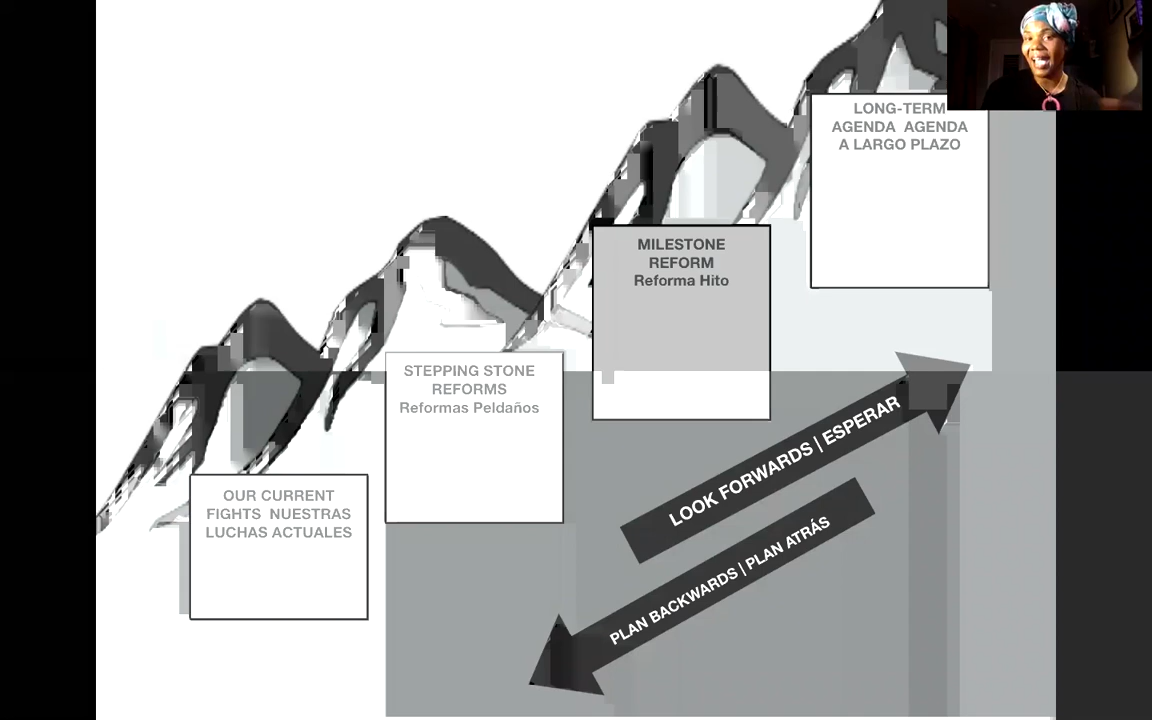 LONG-TERM
AGENDA AGENDA
A LARGO PLAZO
MILESTONE
REFORM
Reforma Hito
STEPPING STONE
REFORMS
Reformas Peldaños
OUR CURRENT
FIGHTS NUESTRAS
LUCHAS ACTUALES
LOOK FORWARDS | ESPERAR
PLAN BACKWARDS | PLAN ATRÁS